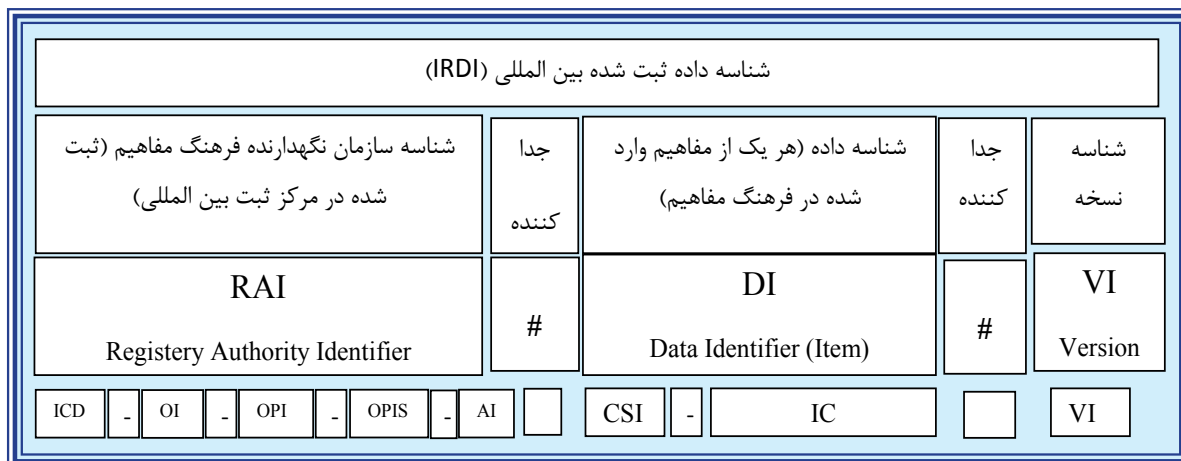 شناسه داده ثبت شده بین المللی (IRDI)
شناسه سازمان نگهدارنده فرهنگ مفاهیم (ثبت
شده در مرکز ثبت بین المللی)
جدا
کننده
شناسه داده (هر یک از مفاهیم وارد
شده در فرهنگ مفاهیم)
جدا
کننده
شناسه
نسخه
RAI
Registery Authority Identifier
#
DI
Data Identifier (Item)
#
VI
Version
ICD - OI - OPI - OPIS - AI CSI - IC VI